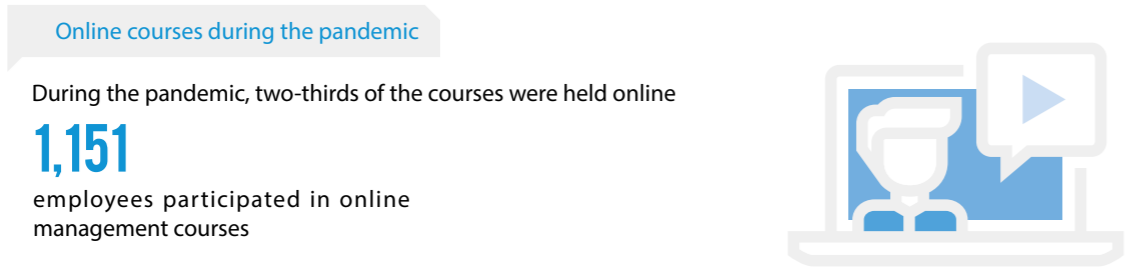 Online courses during the pandemic
During the pandemic, two-thirds of the courses were held online
1,151
employees participated in online
management courses